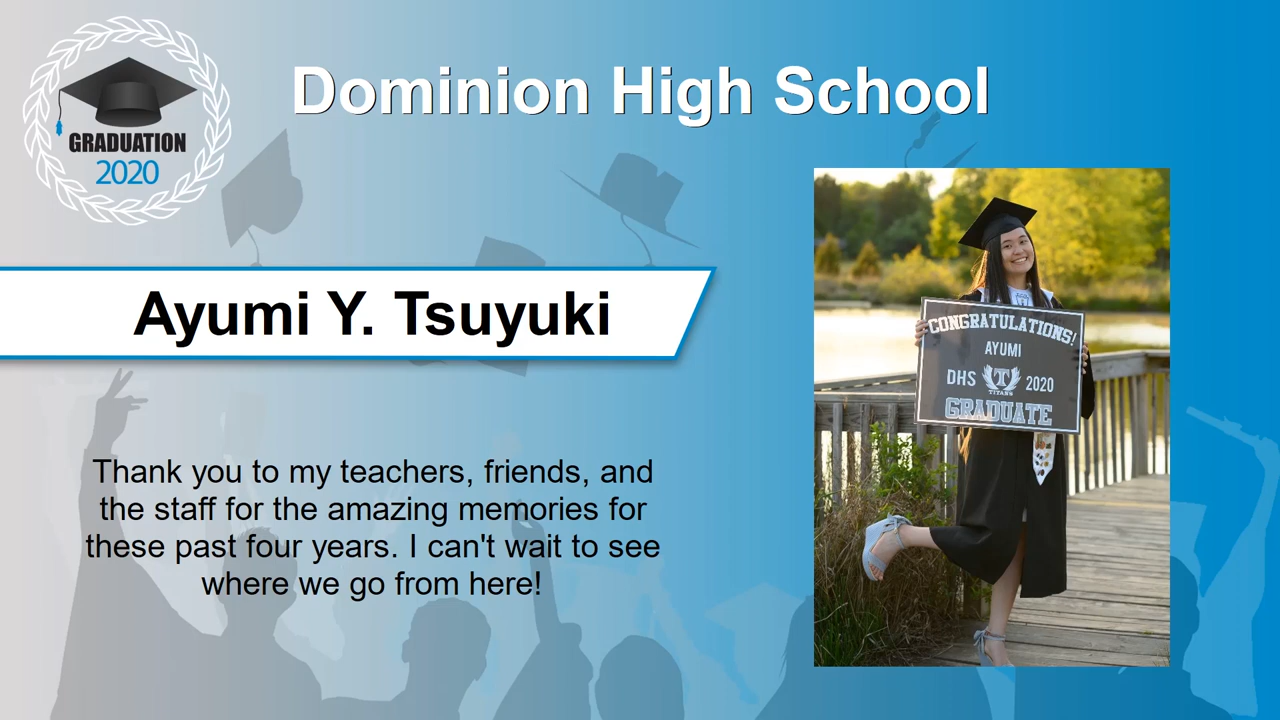 GRADUATION
2020
Dominion High School
Ayumi Y. Tsuyuki
Thank you to my teachers, friends, and
the staff for the amazing memories for
these past four years. I can't wait to see
where we go from here!
CONGRATULATIONS!
AYUMI
DHS T 2020
TITANS
GRADUATE